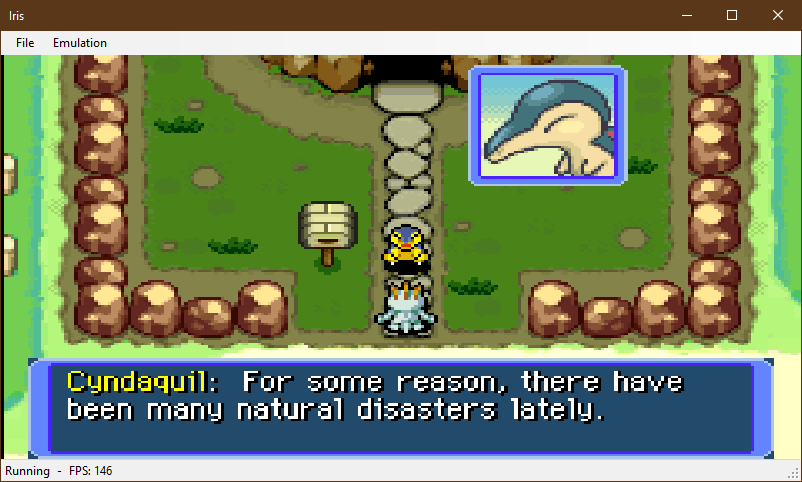 Iris
File Emulation
Cyndaquil: For some reason, there have
been many natural disasters lately.
Running - FPS: 146